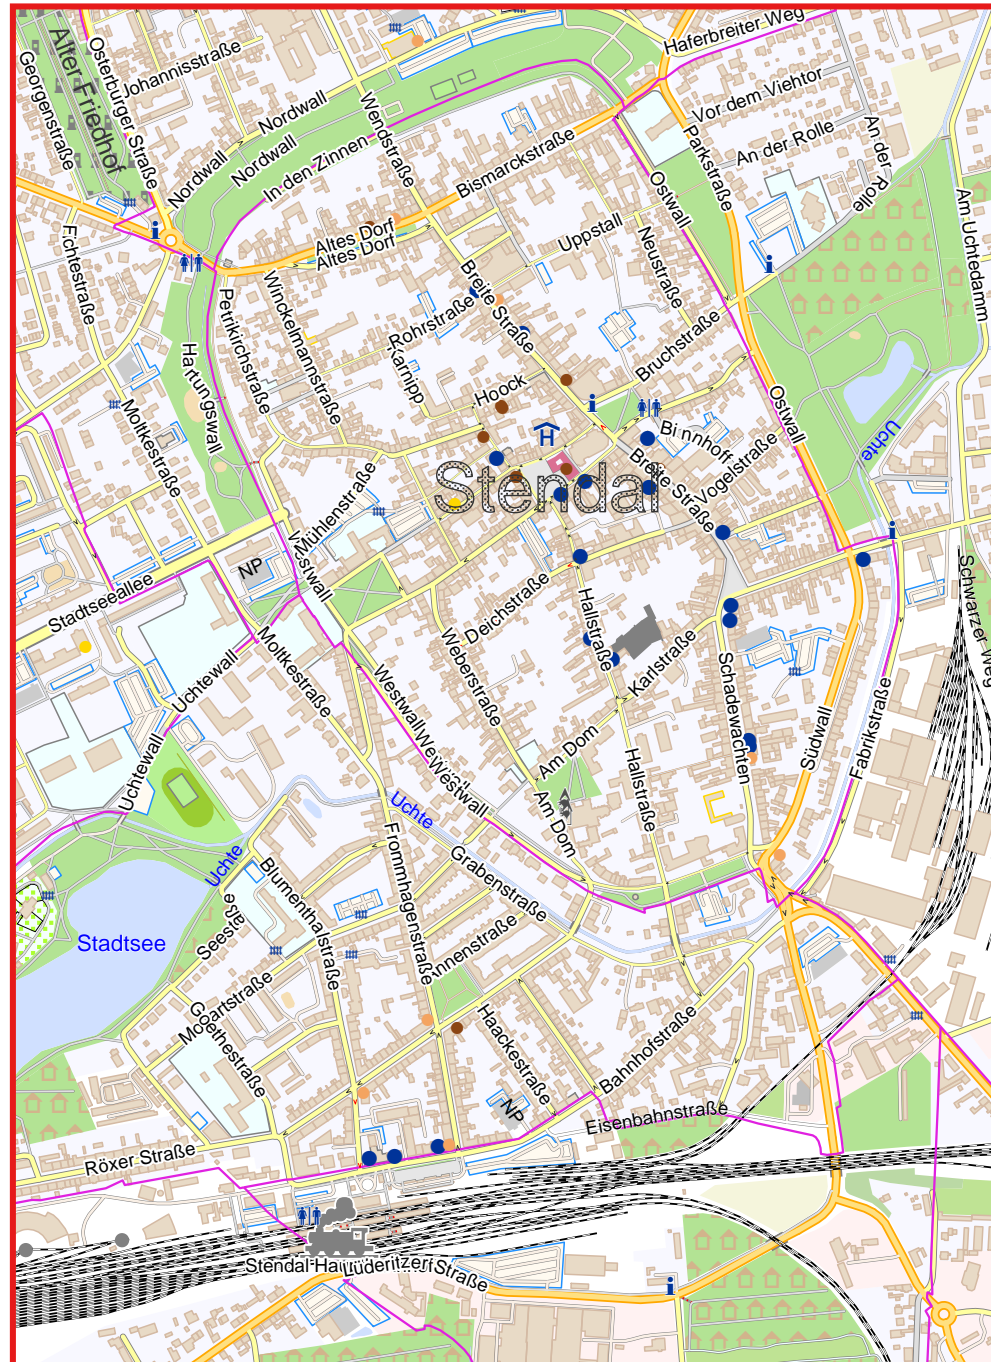 Haferbreiter Weg
Alter Friedhof
Osterburger Straße
Johannisstraße
Georgenstraße
Nordwall
Wendstraße
Vor dem Viehtor
An der Rolle
An der
Rolle
Parkstraße
Nordwall
Nordwall
In den Zinnen
Bismarckstraße
Ostwall
Am Uchtedamm
Fichtestraße
Altes Dorf
Altes Dorf
Uppstall
Neustraße
Winckelmannstraße
Petrikirchstraße
Breite Straße
Rohrstraße
Karnipp
Hartungswall
Bruchstraße
Hoock
Moltkestraße
Ostwall
H
Binnhoff
Uchte
Vogelstraße
Breite Straße
Stendal
Mühlenstraße
Westwall
NP
Stadtseeallee
Deichstraße
Hallstraße
Schwarzer Weg
Moltkestraße
Weberstraße
Karlstraße
Uchtewall
Schadewachten
Westwall
Westwall
Südwall
Fabrikstraße
Am Dom
Uchtewall
Hallstraße
Am Dom
Uchte
Frommhagenstraße
Grabenstraße
Uchte
Blumenthalstraße
Seestraße
Stadtsee
Annenstraße
Mozartstraße
Goethestraße
Haackestraße
Bahnhofstraße
NP
Eisenbahnstraße
Röxer Straße
Stendal
Straße